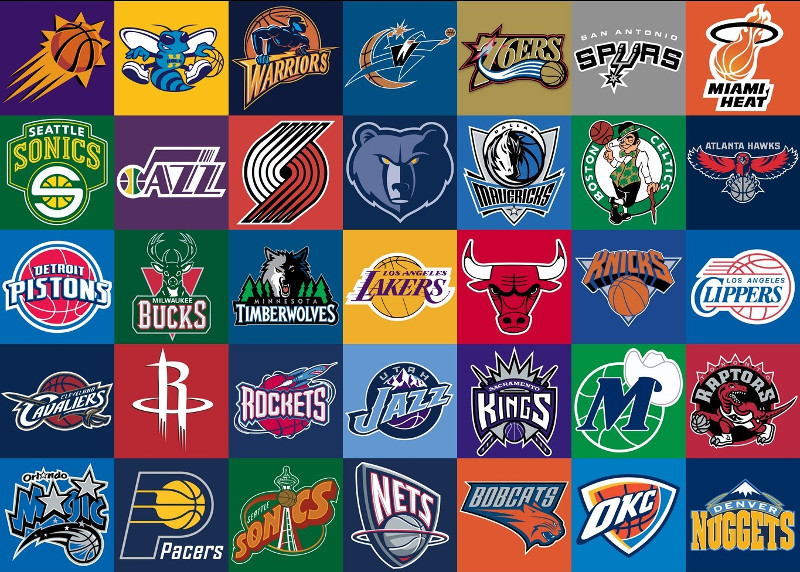 WARRIORS
W
76ERS
SAN ANTONIO
SPURS
MIAMI
HEAT
SEATTLE
SONICS
S
JAZZ
DALLAS
MAVERICKS
BOSTON
CELTICS
ATLANTA HAWKS
DETROIT
PISTONS
MILWAUKEE
BUCKS
MINNESOTA
TIMBERWOLVES
LOS ANGELES
LAKERS
KNICKS
LOS ANGELES
CLIPPERS
CLEVELAND
CAVALIERS
R
ROCKETS
UTAH
JAZZ
SACRAMENTO
KINGS
M
RAPTORS
Orlando
MAGIC
P
Pacers
SEATTLE
SONICS
NETS
BOBCATS
OKC
DENVER
NUGGETS